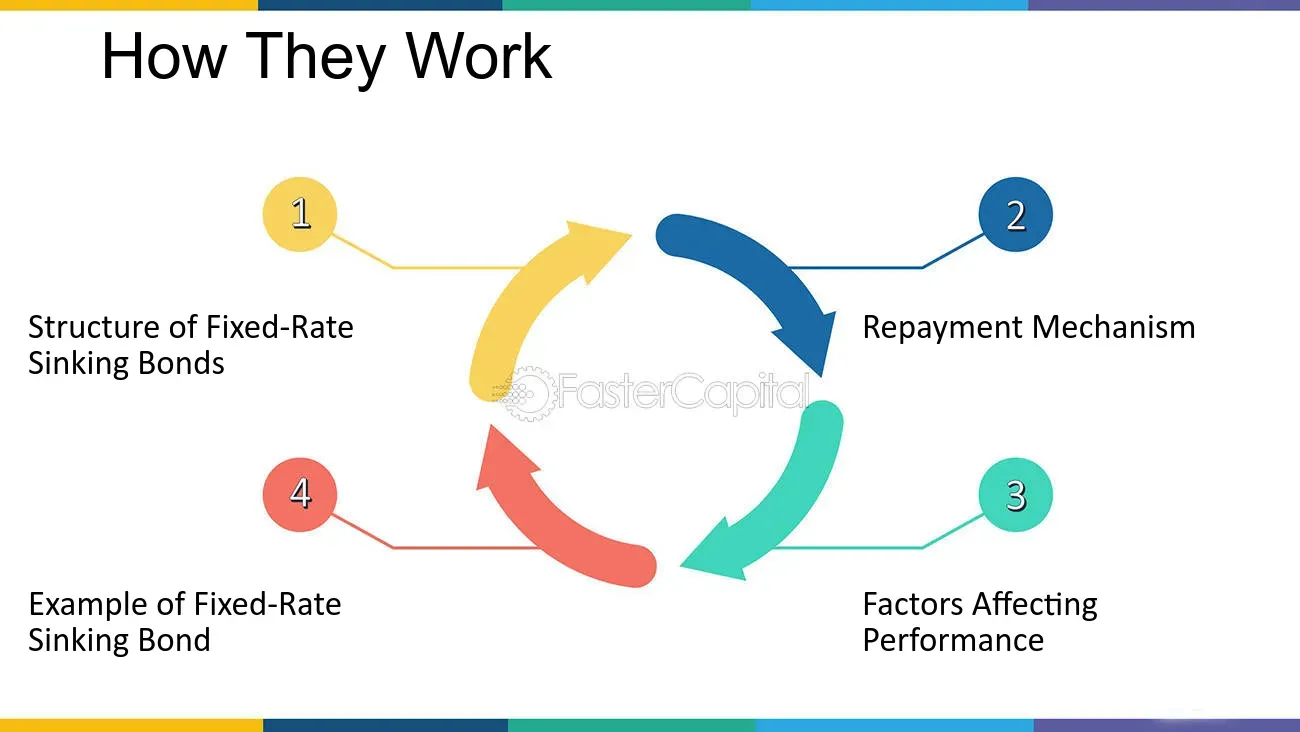 How They Work
1
2
Structure of Fixed-Rate
Sinking Bonds
Repayment Mechanism
FasterCapital
4
3
Example of Fixed-Rate
Sinking Bond
Factors Affecting
Performance